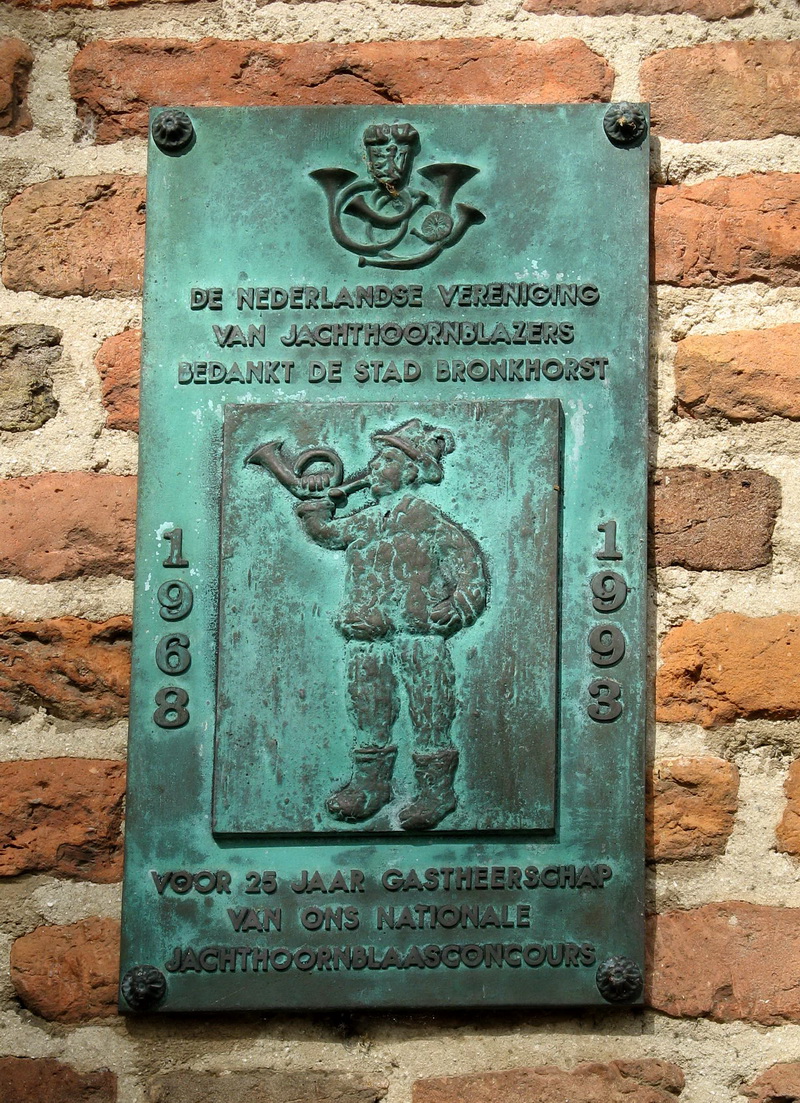 DE NEDERLANDSE VERENIGING
VAN JACHTHOORNBLAZERS
BEDANKT DE STAD BRONKHORST
1968
1993
VOOR 25 JAAR GASTHEERSCHAP
VAN ONS NATIONALE
JACHTHOORNBLAASCONCOURS